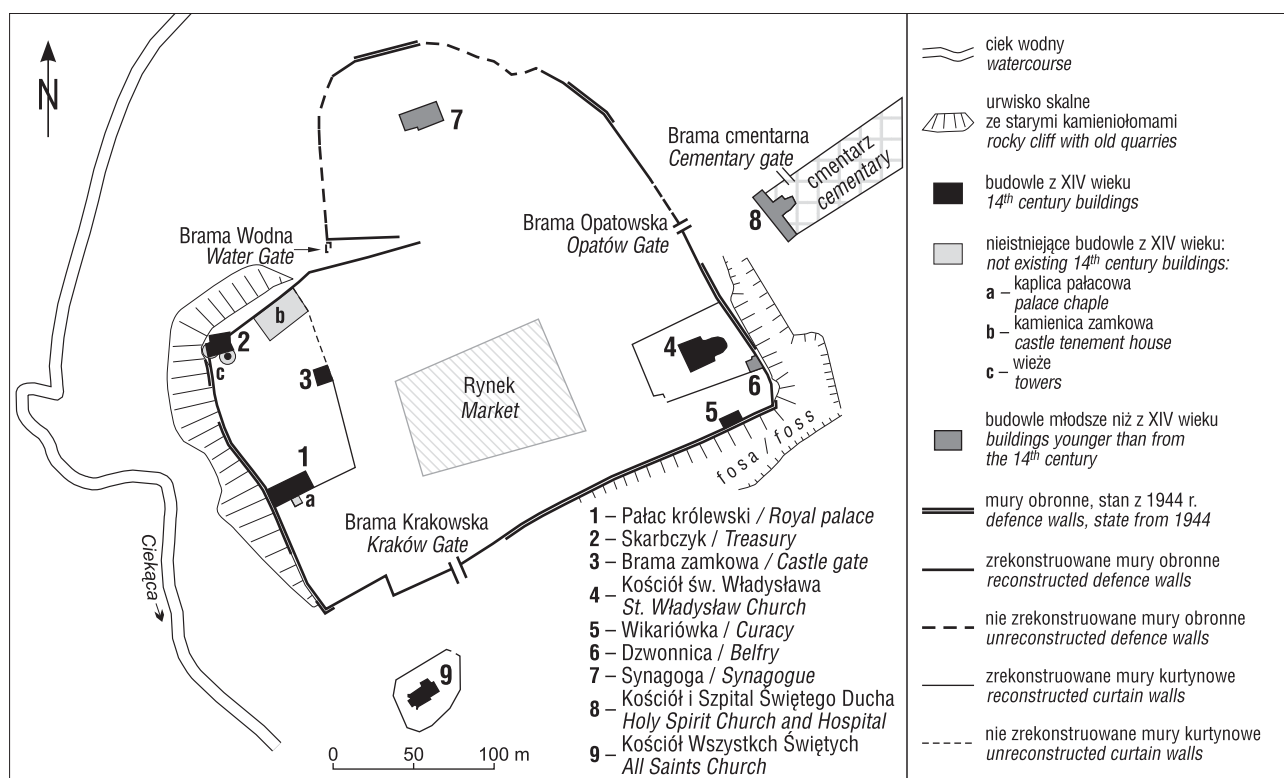 N
7
Brama cmentarna
Cementary gate
cmentarz
cementary
8
Brama Opatowska
Opatów Gate
Brama Wodna
Water Gate
b
2
c
3
4
6
5
Rynek
Market
fosa / foss
1
a
Brama Krakowska
Kraków Gate
Ciekąca
9
0 50 100 m
1 – Pałac królewski / Royal palace
2 – Skarbczyk / Treasury
3 – Brama zamkowa / Castle gate
4 – Kościół św. Władysława
St. Władysław Church
5 – Wikariówka / Curacy
6 – Dzwonnica / Belfry
7 – Synagoga / Synagogue
8 – Kościół i Szpital Świętego Ducha
Holy Spirit Church and Hospital
9 – Kościół Wszystkch Świętych
All Saints Church
ciek wodny
watercourse
urwisko skalne
ze starymi kamieniołomami
rocky cliff with old quarries
budowle z XIV wieku
14th century buildings
nieistniejące budowle z XIV wieku:
not existing 14th century buildings:
a – kaplica pałacowa
palace chaple
b – kamienica zamkowa
castle tenement house
c – wieże
towers
budowle młodsze niż z XIV wieku
buildings younger than from
the 14th century
mury obronne, stan z 1944 r.
defence walls, state from 1944
zrekonstruowane mury obronne
reconstructed defence walls
nie zrekonstruowane mury obronne
unreconstructed defence walls
zrekonstruowane mury kurtynowe
reconstructed curtain walls
nie zrekonstruowane mury kurtynowe
unreconstructed curtain walls